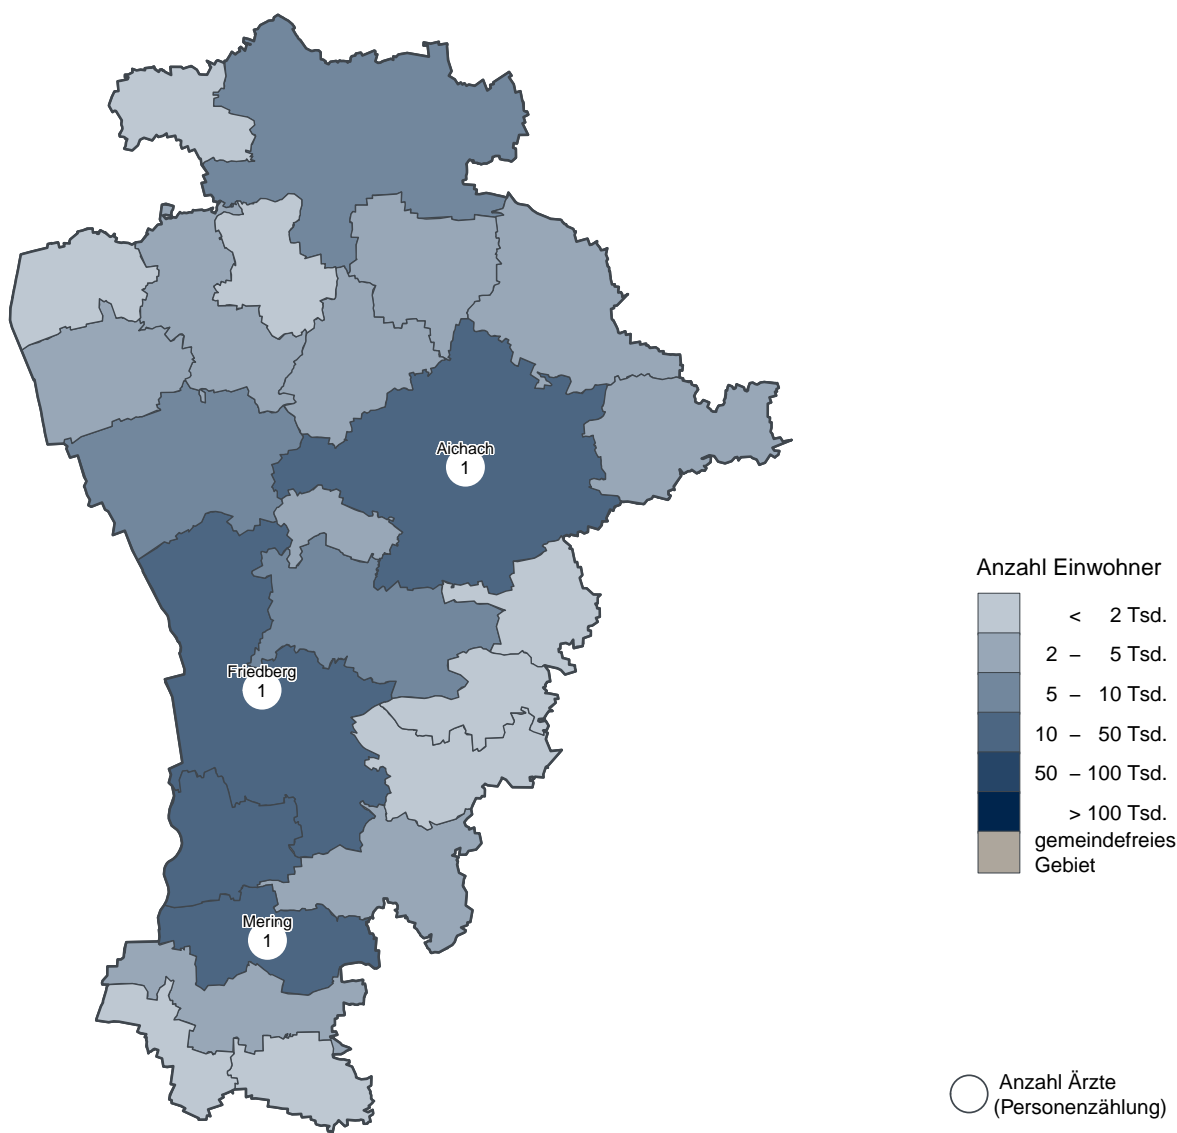 Aichach
1
Friedberg
1
Mering
1
Anzahl Einwohner
< 2 Tsd.
2 – 5 Tsd.
5 – 10 Tsd.
10 – 50 Tsd.
50 – 100 Tsd.
> 100 Tsd.
gemeindefreies
Gebiet
Anzahl Ärzte
(Personenzählung)